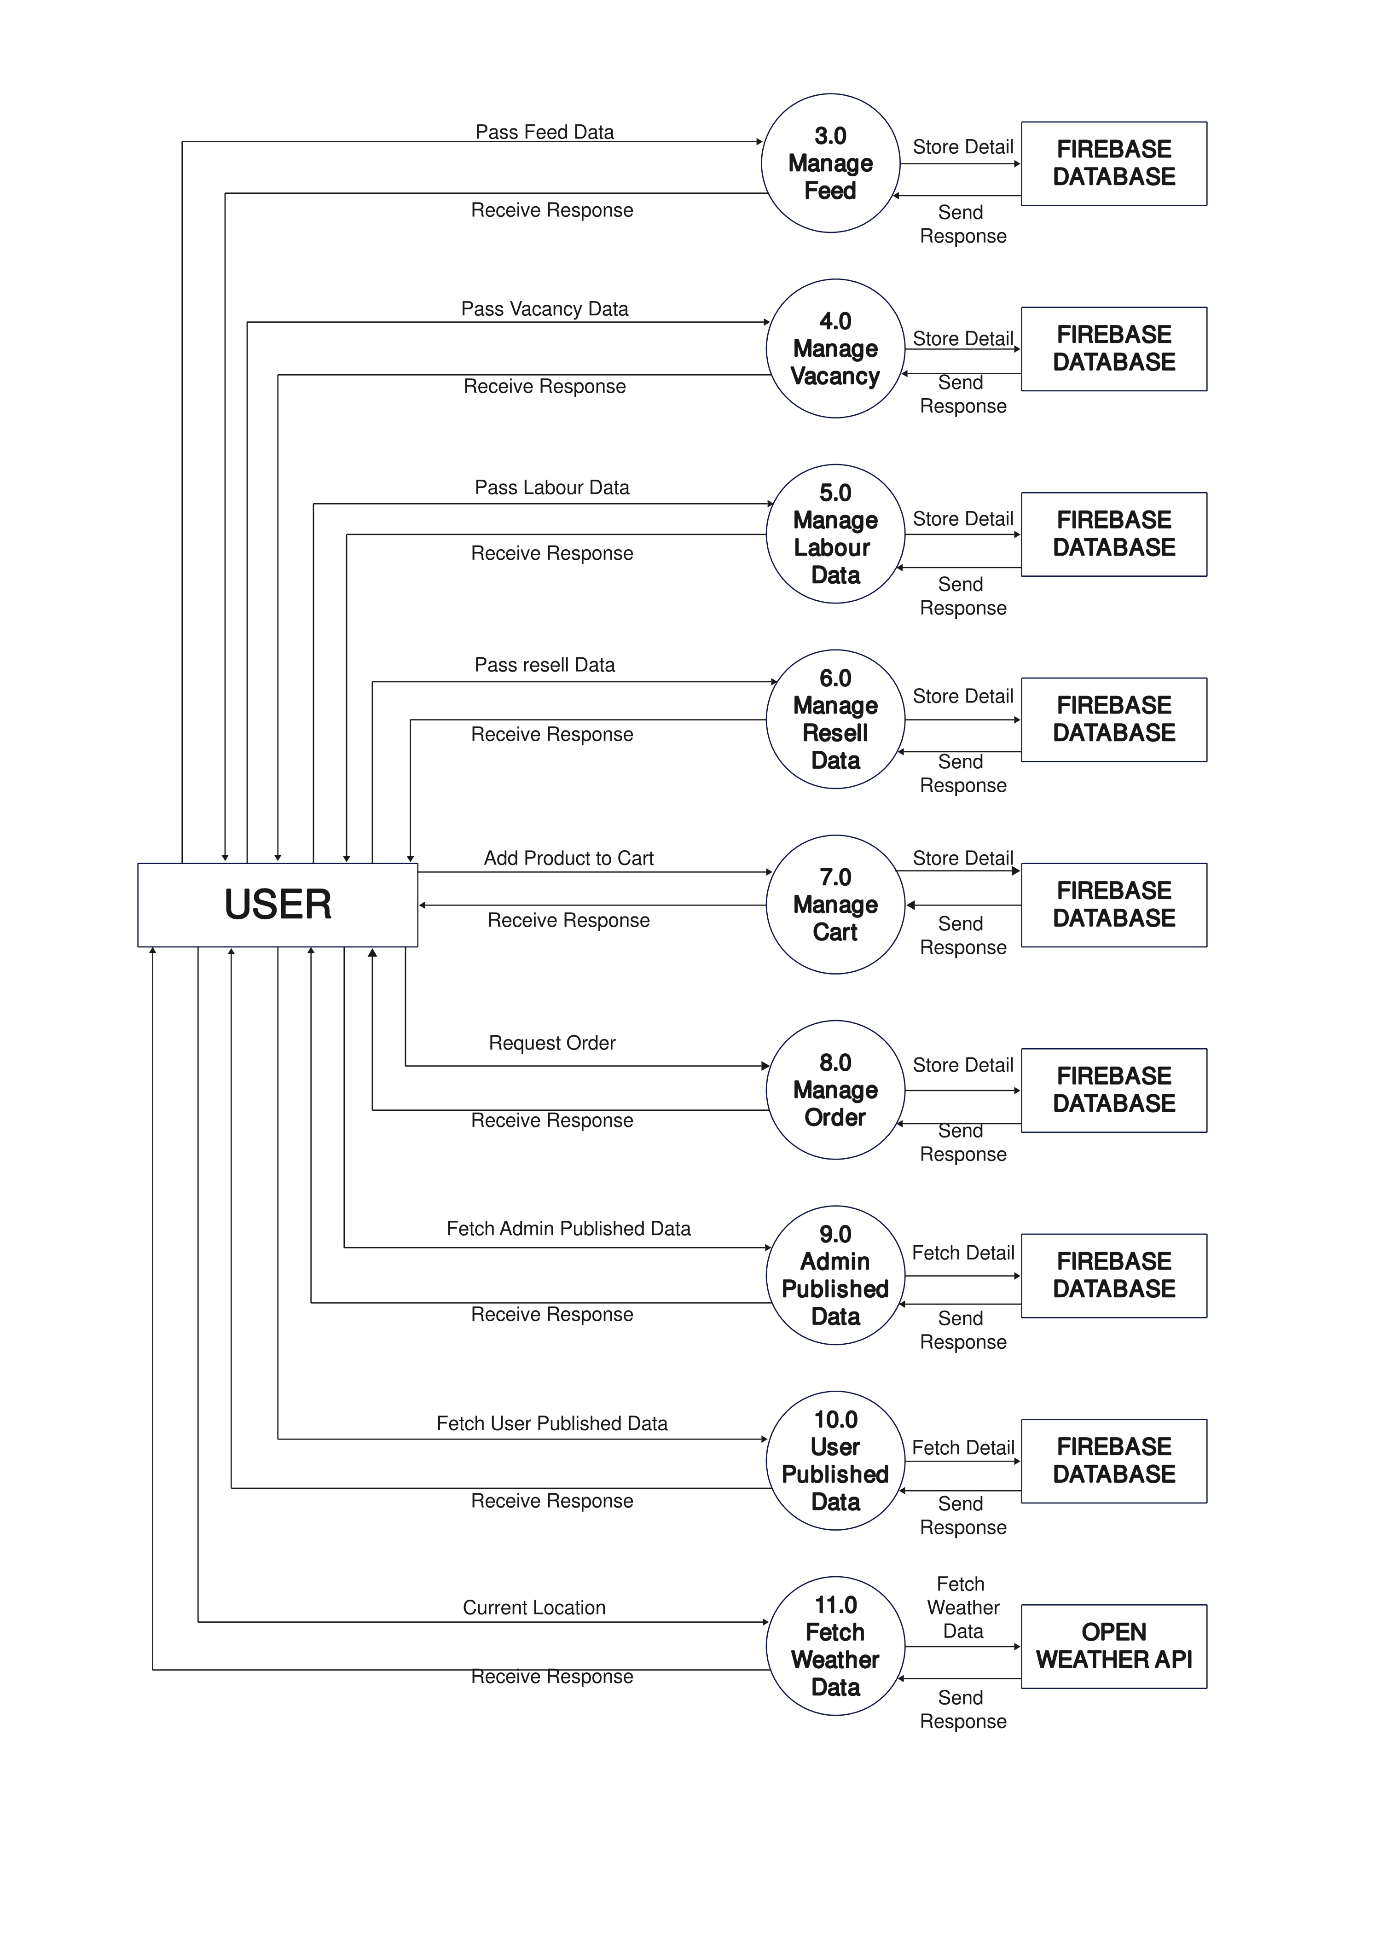 Pass Feed Data
Receive Response
3.0
Manage
Feed
Store Detail
Send
Response
FIREBASE
DATABASE
Pass Vacancy Data
Receive Response
4.0
Manage
Vacancy
Store Detail
Send
Response
FIREBASE
DATABASE
Pass Labour Data
Receive Response
5.0
Manage
Labour
Data
Store Detail
Send
Response
FIREBASE
DATABASE
Pass resell Data
Receive Response
6.0
Manage
Resell
Data
Store Detail
Send
Response
FIREBASE
DATABASE
USER
Add Product to Cart
Receive Response
7.0
Manage
Cart
Store Detail
Send
Response
FIREBASE
DATABASE
Request Order
Receive Response
8.0
Manage
Order
Store Detail
Send
Response
FIREBASE
DATABASE
Fetch Admin Published Data
Receive Response
9.0
Admin
Published
Data
Fetch Detail
Send
Response
FIREBASE
DATABASE
Fetch User Published Data
Receive Response
10.0
User
Published
Data
Fetch Detail
Send
Response
FIREBASE
DATABASE
Current Location
Receive Response
11.0
Fetch
Weather
Data
Fetch
Weather
Data
Send
Response
OPEN
WEATHER API